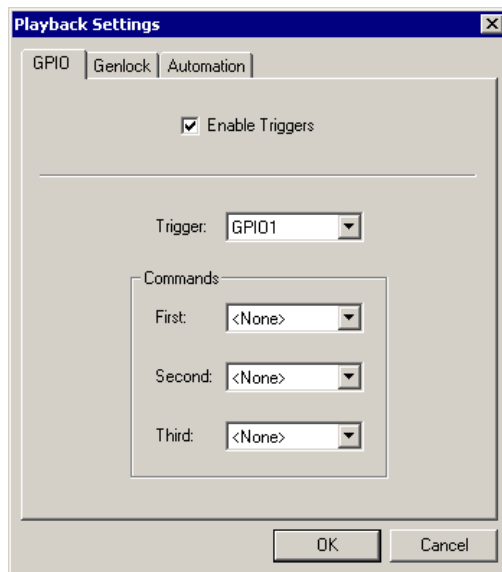 Playback Settings
GPIO Genlock Automation
Enable Triggers
Trigger: GPIO1
Commands
First: <None>
Second: <None>
Third: <None>
OK Cancel